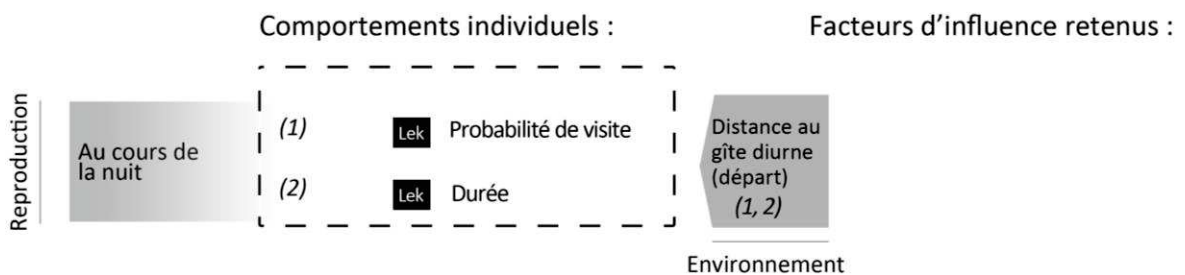 Comportements individuels :
Facteurs d'influence retenus :
Reproduction
Au cours de
la nuit
(1) Lek Probabilité de visite
(2) Lek Durée
Distance au
gîte diurne
(départ)
(1, 2)
Environnement